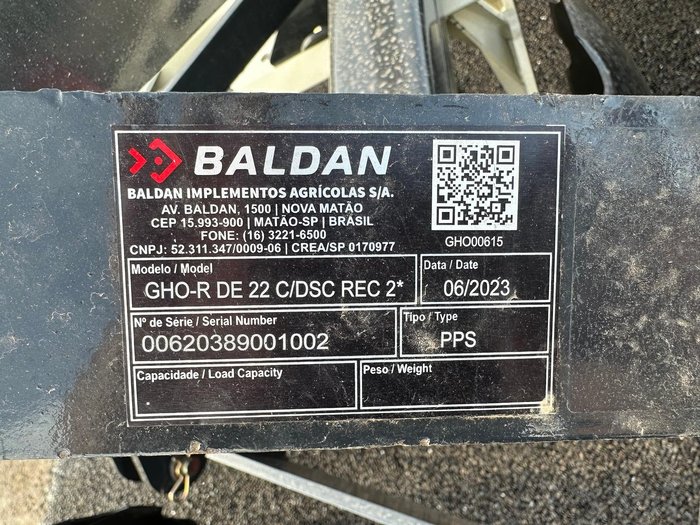 BALDAN
BALDAN IMPLEMENTOS AGRÍCOLAS S/A.
AV. BALDAN, 1500 | NOVA MATÃO
CEP 15.993-900 | MATÃO-SP | BRASIL
FONE: (16) 3221-6500
CNPJ: 52.311.347/0009-06 | CREA/SP 0170977
GHO00615
Modelo / Model
GHO-R DE 22 C/DSC REC 2*
Data / Date
06/2023
Nº de Série / Serial Number
00620389001002
Tipo / Type
PPS
Capacidade / Load Capacity
Peso / Weight